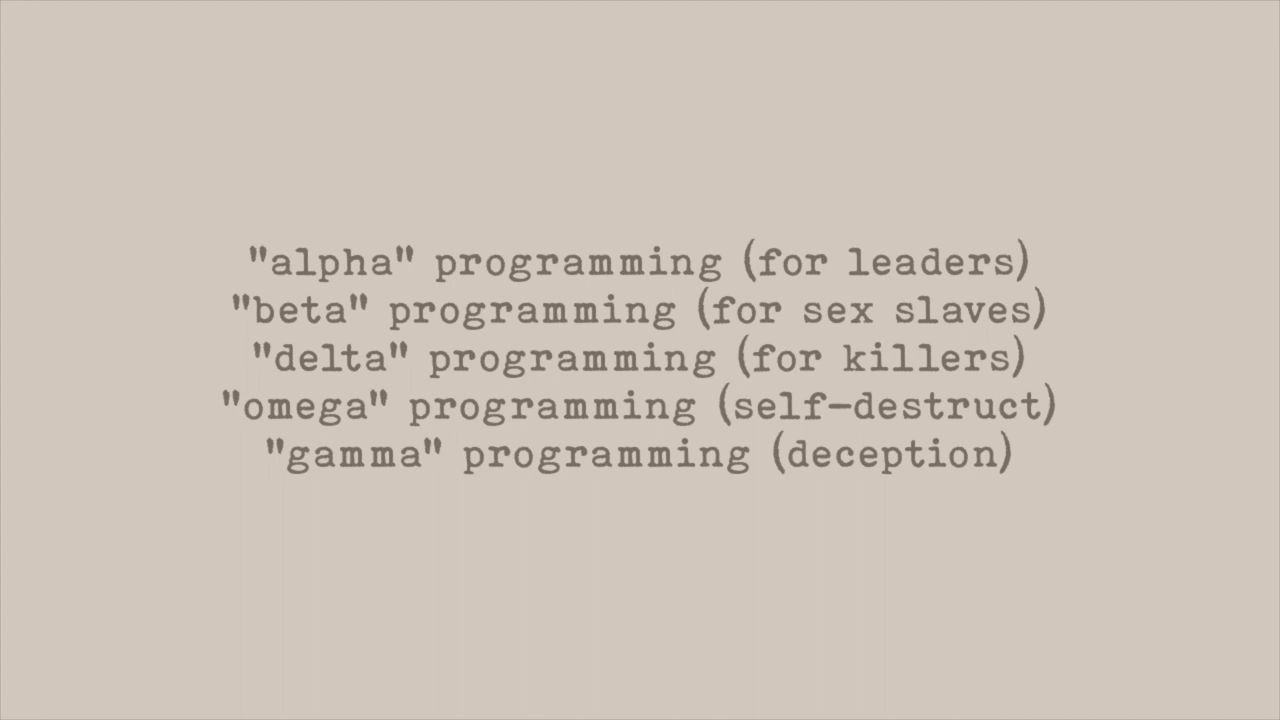 "alpha" programming (for leaders)
"beta" programming (for sex slaves)
"delta" programming (for killers)
"omega" programming (self-destruct)
"gamma" programming (deception)